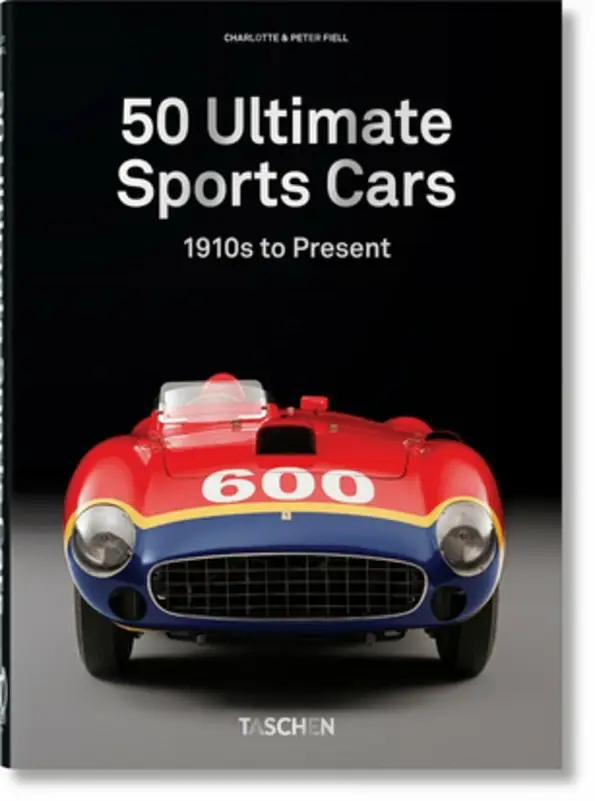 CHARLOTTE & PETER FIELL
50 Ultimate
Sports Cars
1910s to Present
600
TASCHEN